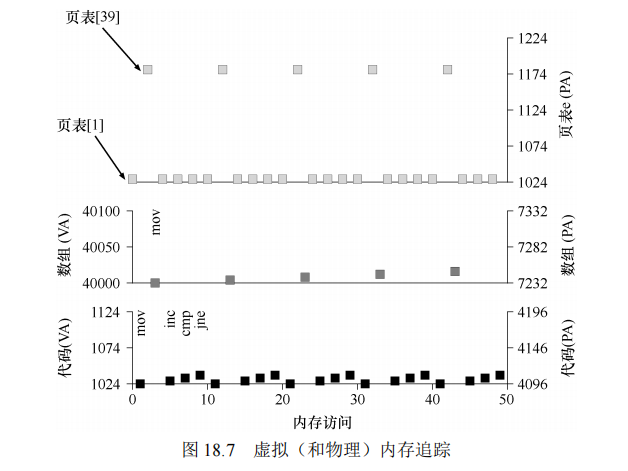 页表[39]
1224
1174
1124
1074
1024
页表e (PA)
页表[1]
40100
40050
40000
数组 (VA)
mov
7332
7282
7232
数组 (PA)
1124
1074
1024
代码(VA)
mov
inc
cmp
jne
4196
4146
4096
代码(PA)
0 10 20 30 40 50
内存访问
图 18.7 虚拟（和物理）内存追踪